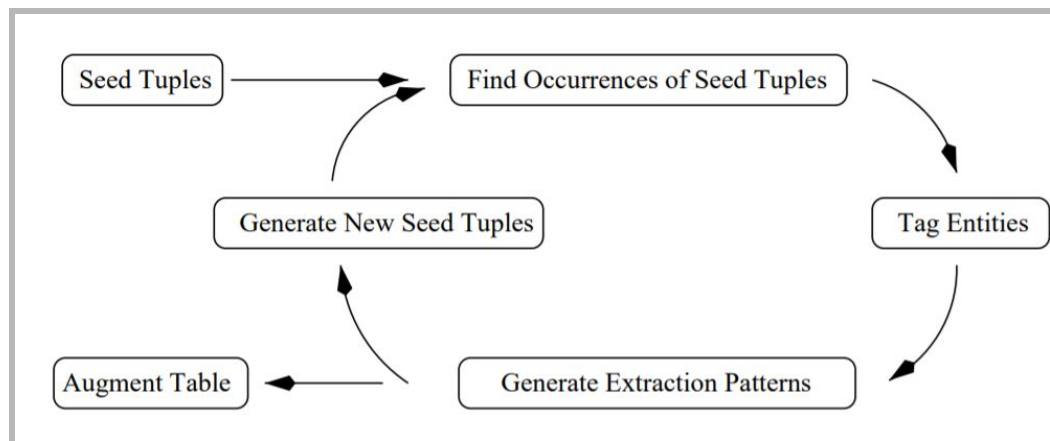 Seed Tuples
Find Occurrences of Seed Tuples
Generate New Seed Tuples
Tag Entities
Augment Table
Generate Extraction Patterns